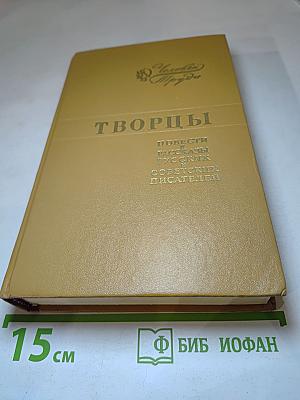 Человек
Труда
ТВОРЦЫ
ПОВЕСТИ
И
РАССКАЗЫ
РУССКИХ
И
СОВЕТСКИХ
ПИСАТЕЛЕЙ
15 см
Ф БИБ ИОФАН